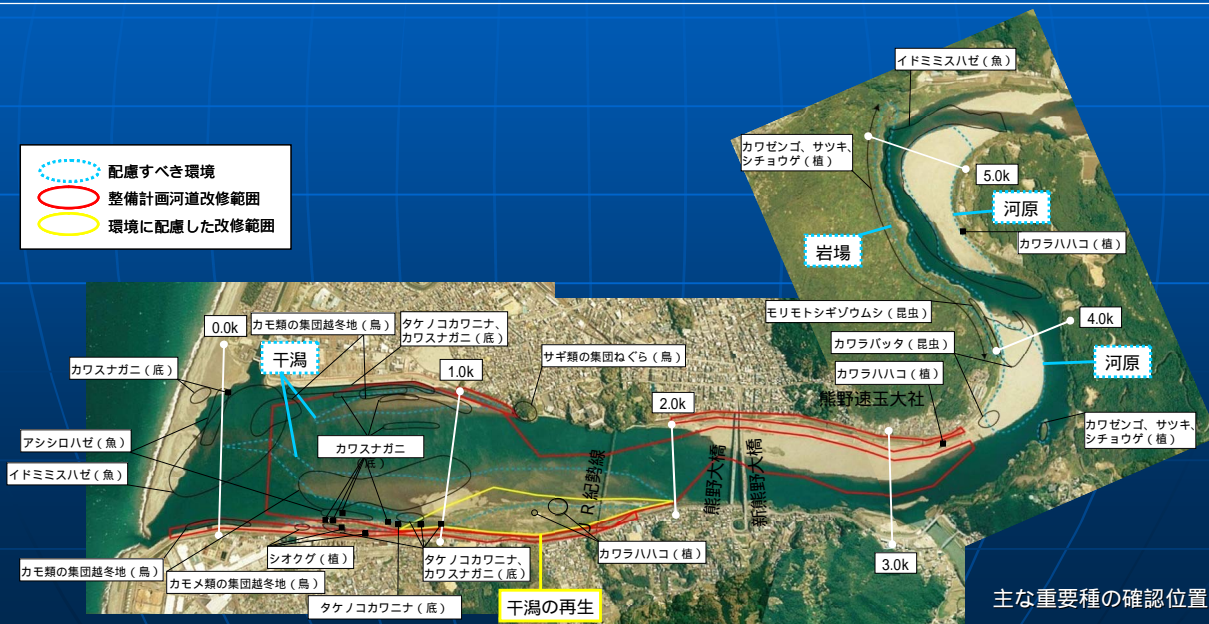 配慮すべき環境
整備計画河道改修範囲
環境に配慮した改修範囲
イドミミスハゼ（魚）
カワゼンゴ、サツキ、
シチョウゲ（植）
5.0k
河原
カワラハハコ（植）
岩場
モリモトシギゾウムシ（昆虫）
4.0k
カワラバッタ（昆虫）
河原
カワラハハコ（植）
熊野速玉大社
カワゼンゴ、サツキ、
シチョウゲ（植）
0.0k
カモ類の集団越冬地（鳥）
タケノコカワニナ、
カワスナガニ（底）
干潟
サギ類の集団ねぐら（鳥）
カワスナガニ（底）
1.0k
2.0k
アシシロハゼ（魚）
カワスナガニ
底）
イドミミスハゼ（魚）
R紀勢線
熊野大橋
新熊野大橋
カモ類の集団越冬地（鳥）
カモメ類の集団越冬地（鳥）
シオクグ（植）
タケノコカワニナ、
カワスナガニ（底）
カワラハハコ（植）
3.0k
タケノコカワニナ（底）
干潟の再生
主な重要種の確認位置